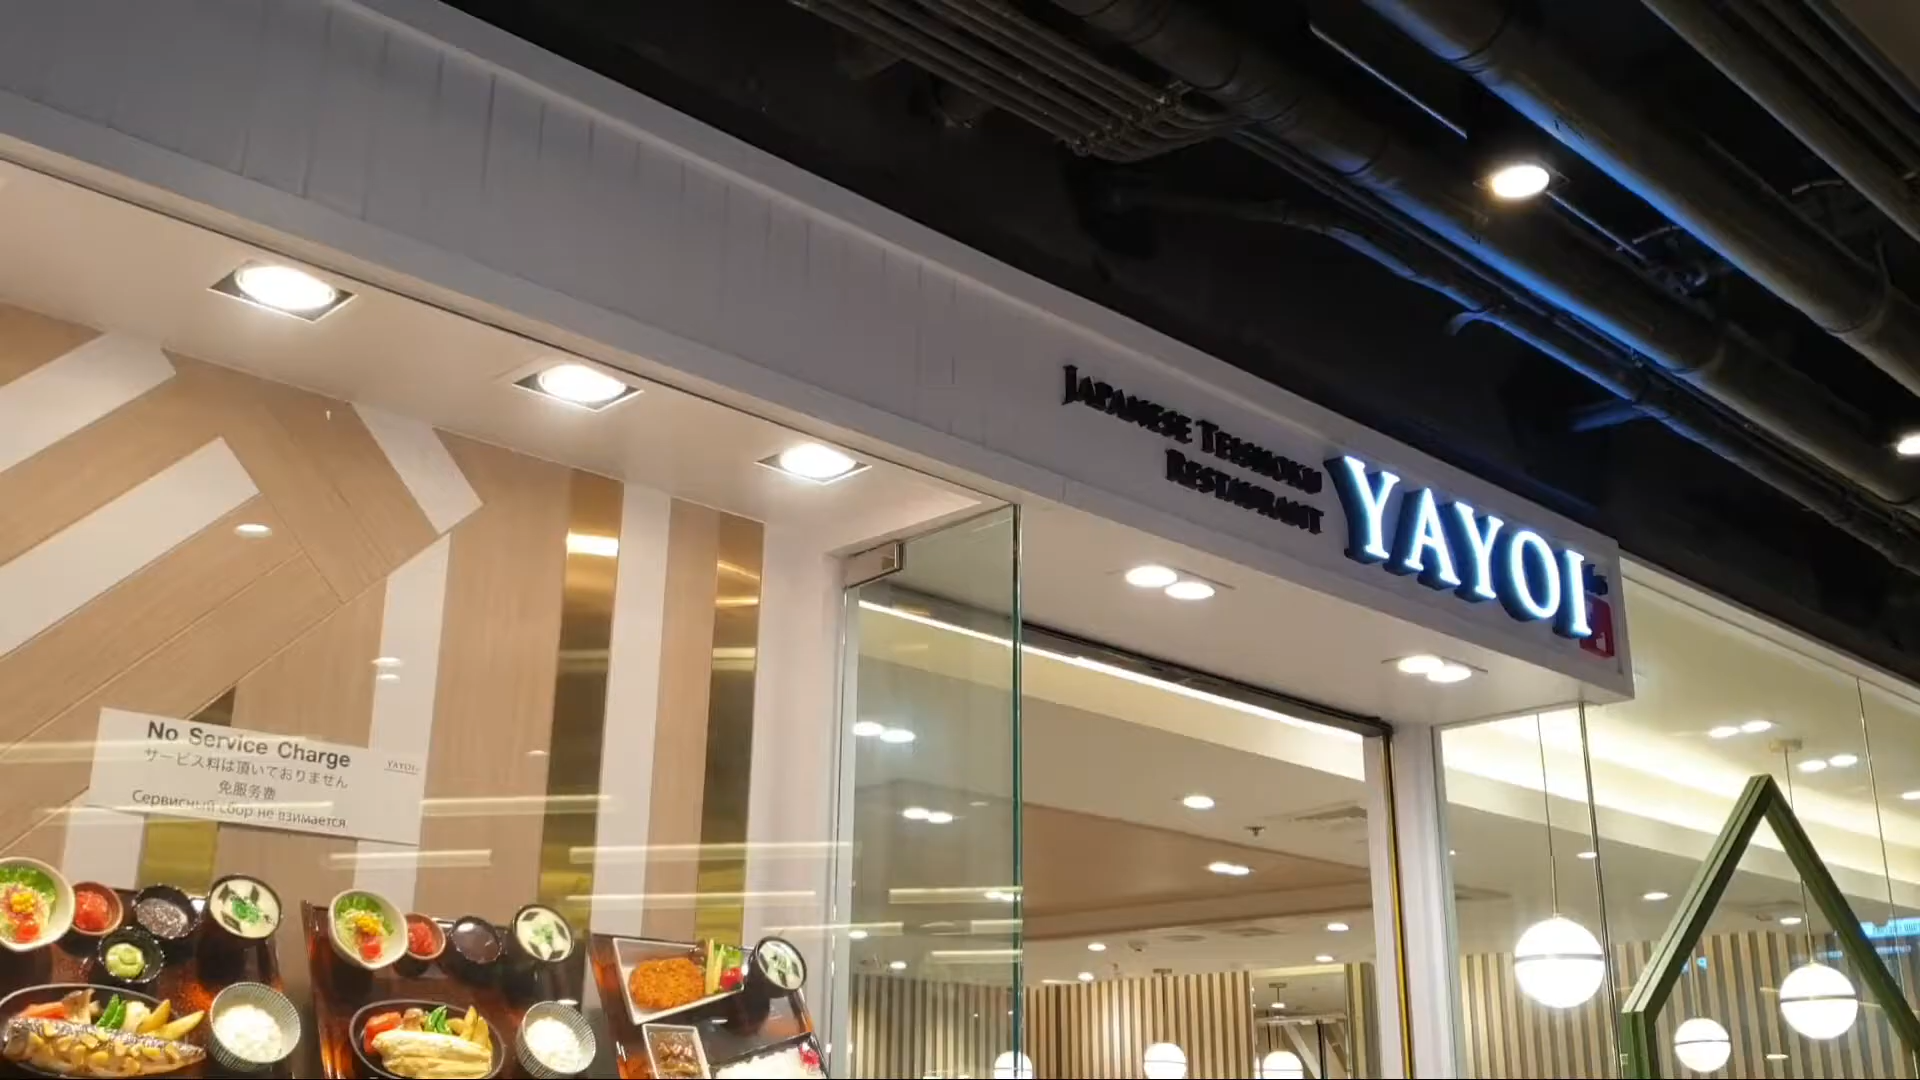 Japanese Teishoku
Restaurant
YAYOI
No Service Charge
サービス料は頂いておりません
免服务费
Сервисный сбор не взимается.
YAYOI